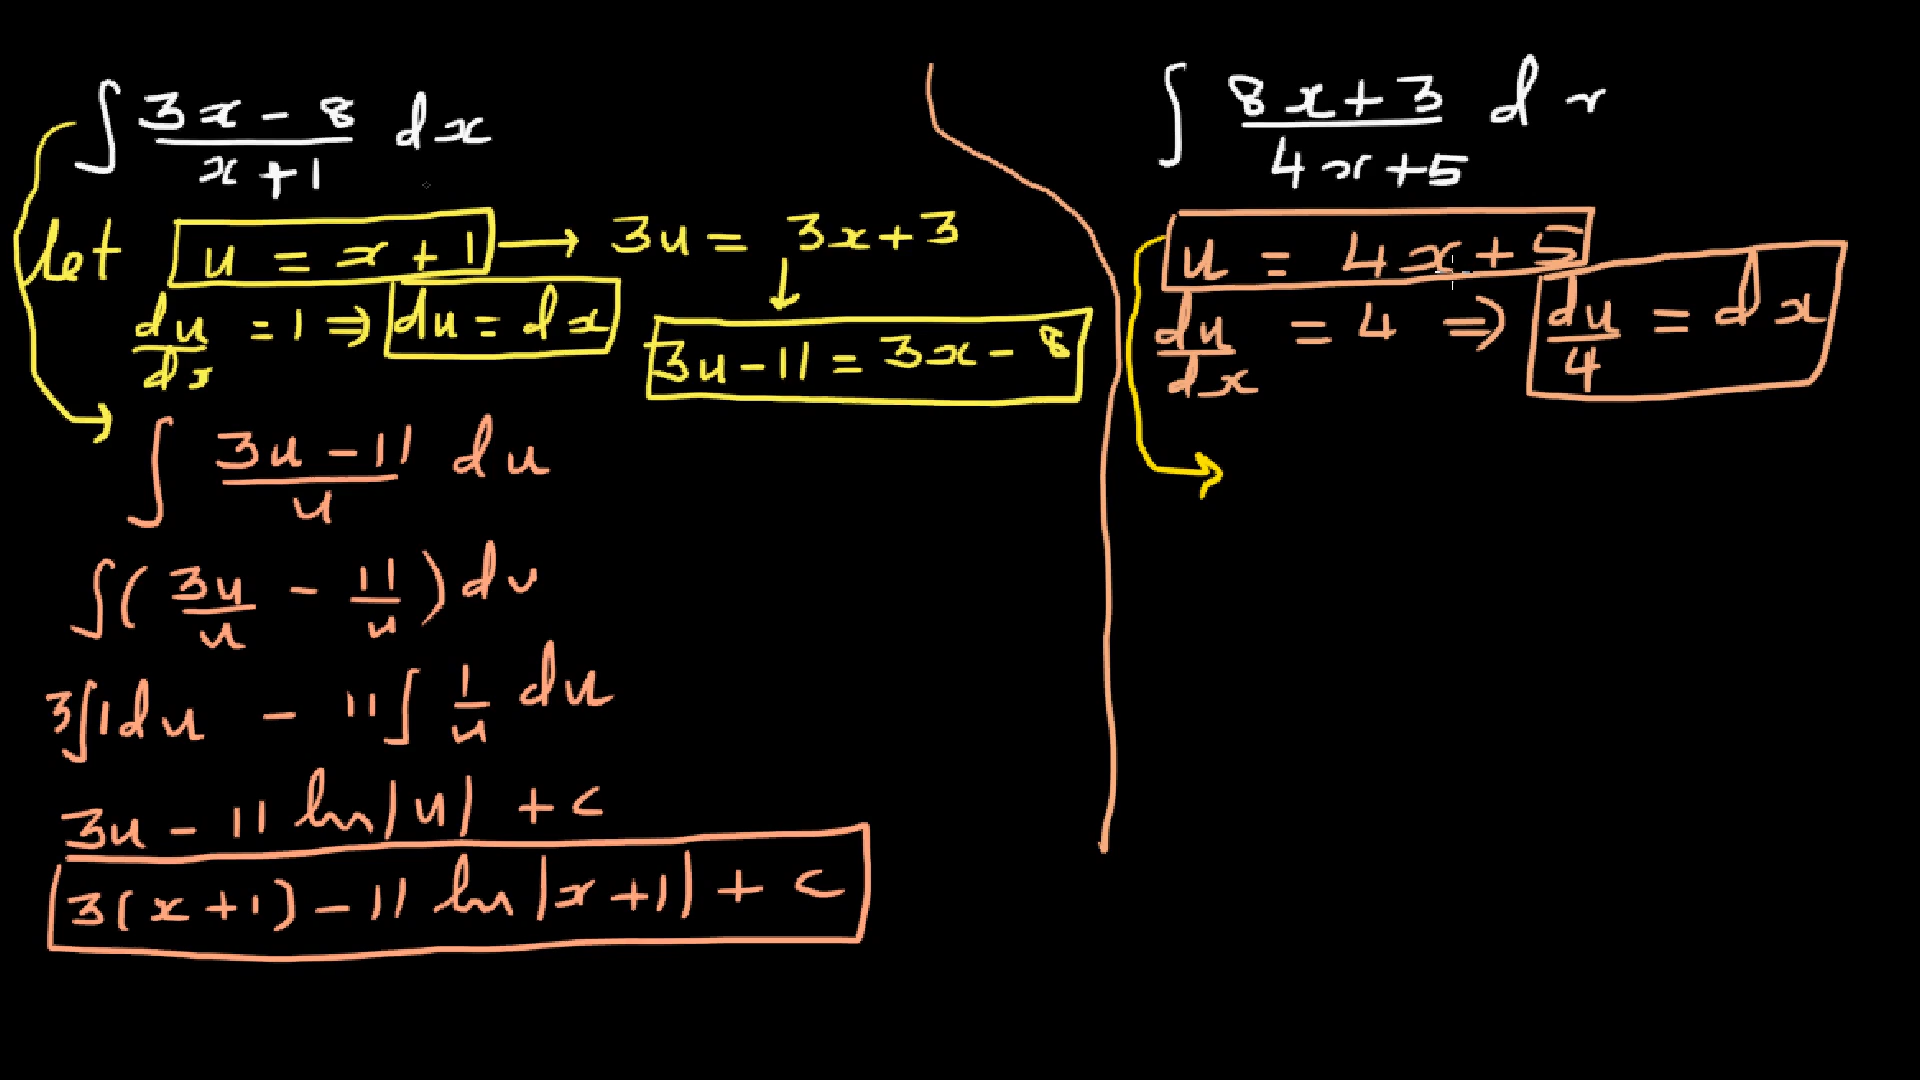 ∫ (3x - 8)/(x + 1) dx
let u = x + 1 → 3u = 3x + 3
du/dx = 1 ⇒ du = dx
↓
3u - 11 = 3x - 8
∫ (3u - 11)/u du
∫( 3u/u - 11/u ) du
3∫1du - 11∫ 1/u du
3u - 11 ln|u| + c
3(x + 1) - 11 ln|x + 1| + c
∫ (8x + 3)/(4x + 5) dx
u = 4x + 5
du/dx = 4 ⇒ du/4 = dx